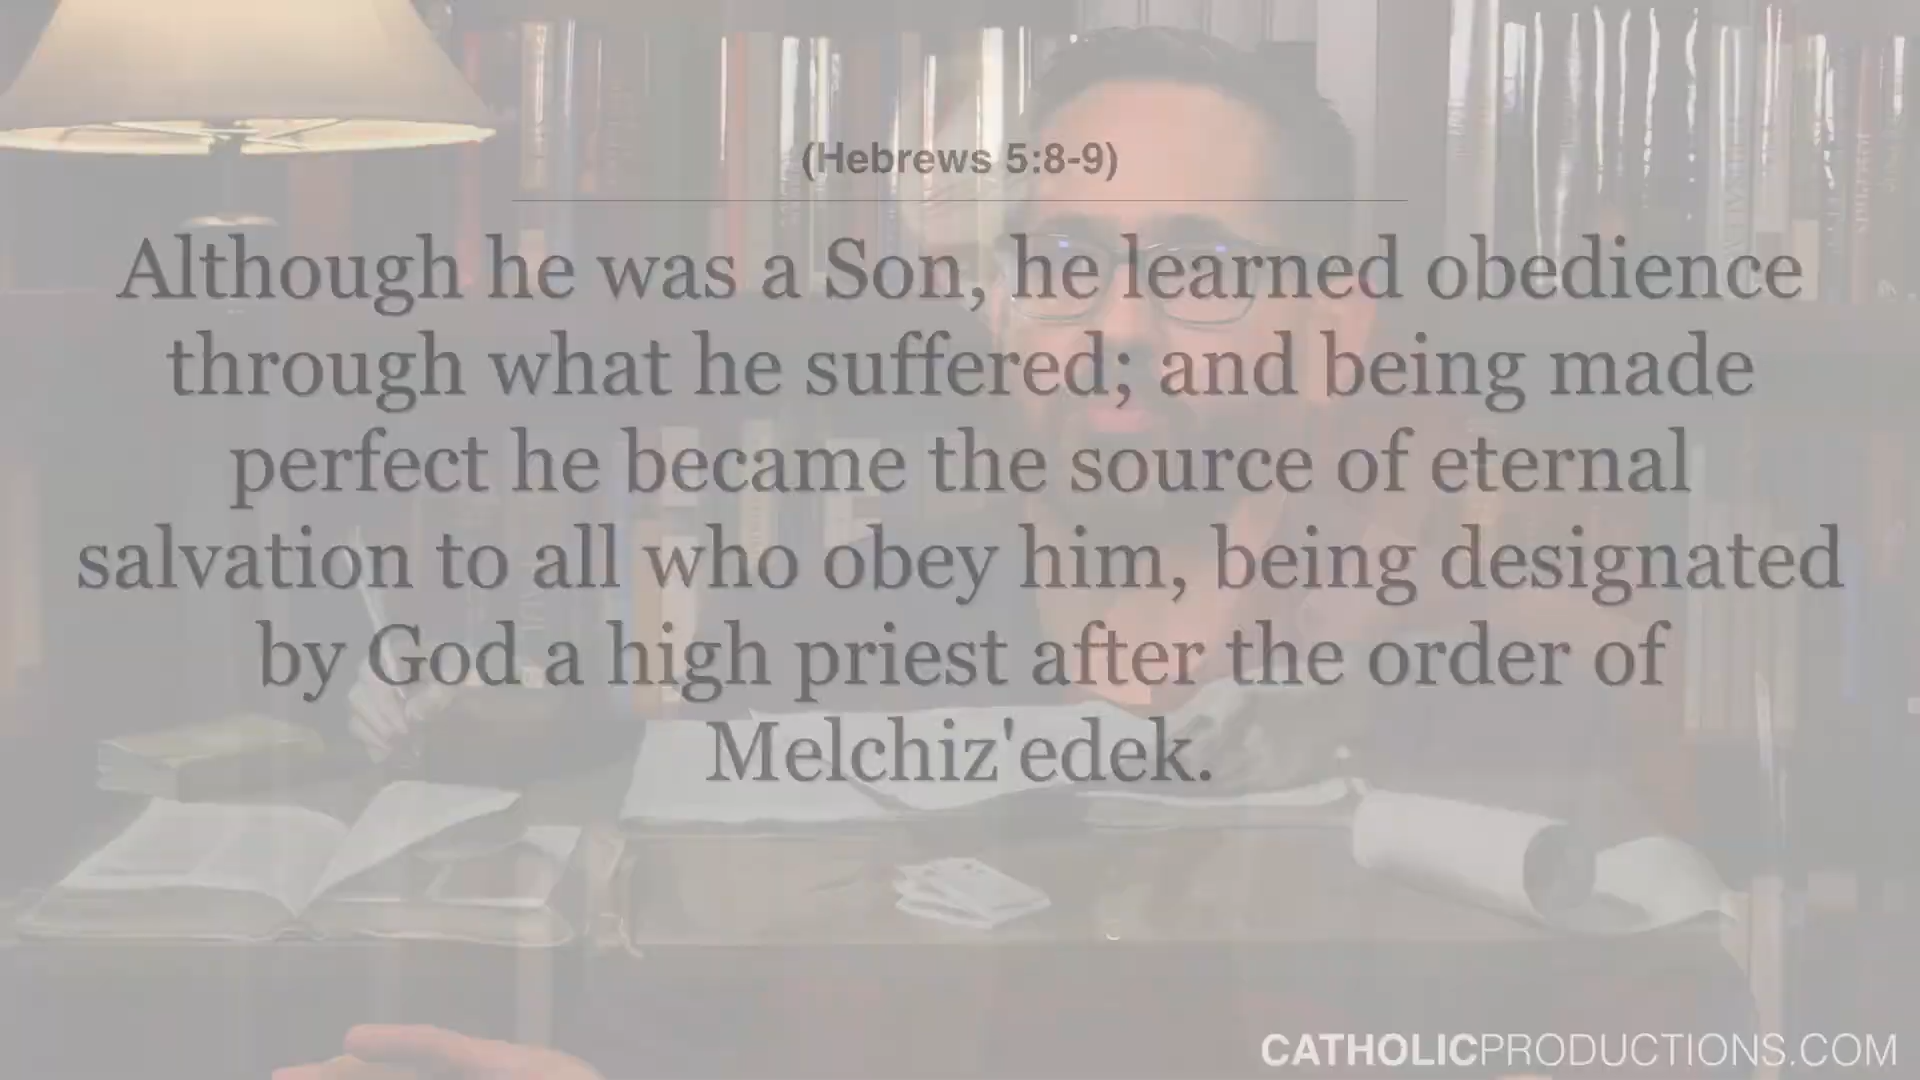 (Hebrews 5:8-9)
Although he was a Son, he learned obedience
through what he suffered; and being made
perfect he became the source of eternal
salvation to all who obey him, being designated
by God a high priest after the order of
Melchiz'edek.
CATHOLICPRODUCTIONS.COM